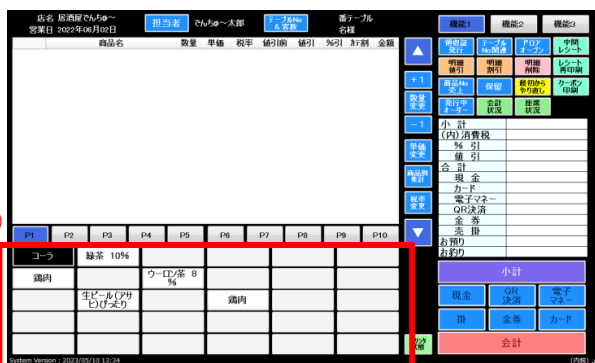 店名 居酒屋でんち〜
営業日 2022年06月02日
担当者 でんち〜太郎
テーブルNo & 客数
番テーブル
名様
機能1 機能2 機能3
商品名 数量 単価 税率 値引前 値引 %引 カテ割 金額
領収証発行 テーブルNo関連 ドロアオープン 中間レシート
明細値引 明細割引 明細削除 レシート再印刷
商品No売上 保留 最初からやり直し クーポン印刷
発行中オーダー 会計状況 座席状況
+1
数量変更
-1
単価変更
商品別集計
税率変更
小 計
(内)消費税
% 引
値 引
合 計
現 金
カード
電子マネー
QR決済
金 券
売 掛
お預り
お釣り
P1 P2 P3 P4 P5 P6 P7 P8 P9 P10
コーラ 緑茶 10%
鶏肉 ウーロン茶 8%
生ビール(アサヒ)ぴったり 鶏肉
小計
現金 QR決済 電子マネー
掛 金券 カード
会計
System Version : 2023/05/10 13:34
(内税)